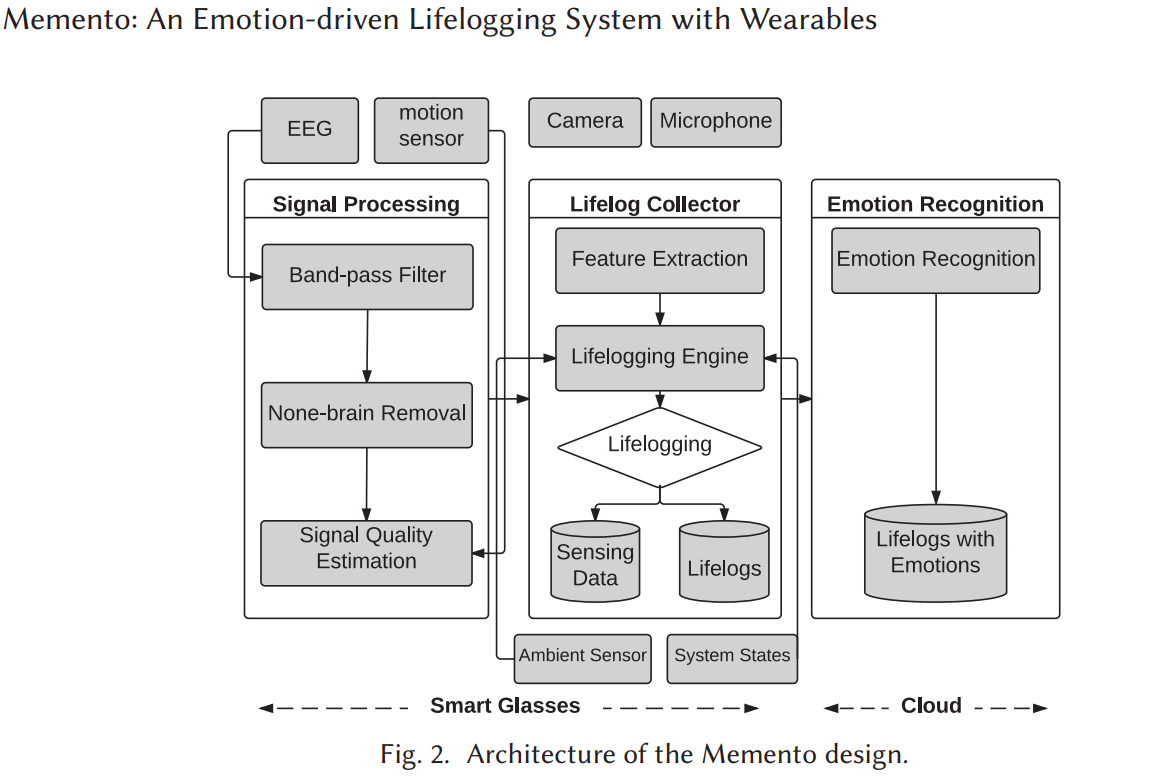 Memento: An Emotion-driven Lifelogging System with Wearables
EEG
motion
sensor
Camera
Microphone
Signal Processing
Lifelog Collector
Emotion Recognition
Band-pass Filter
Feature Extraction
Emotion Recognition
Lifelogging Engine
None-brain Removal
Lifelogging
Signal Quality
Estimation
Sensing
Data
Lifelogs
Lifelogs with
Emotions
Ambient Sensor
System States
Smart Glasses
Cloud
Fig. 2. Architecture of the Memento design.